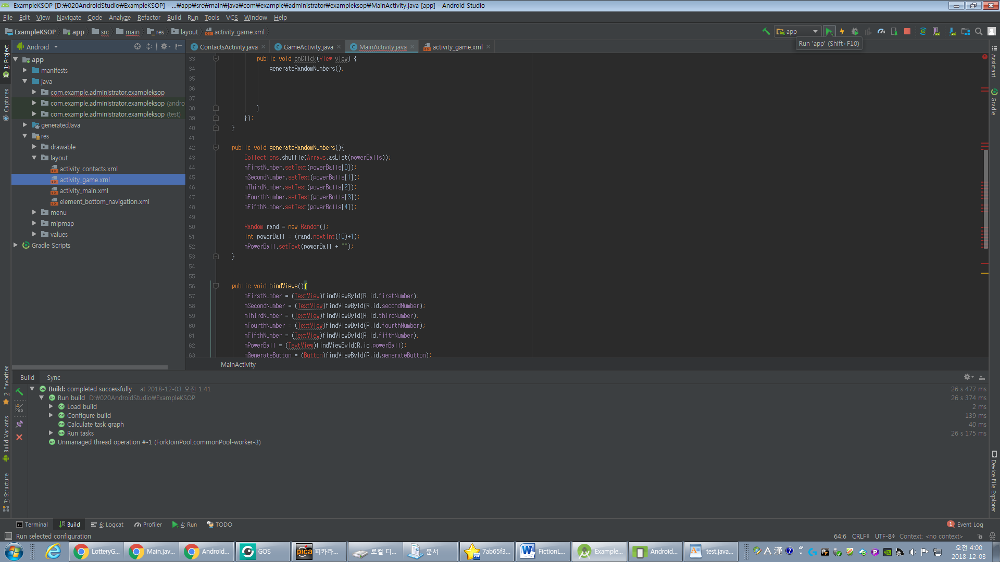 ExampleKSOP [D:₩020AndroidStudio₩ExampleKSOP] - ...₩app₩src₩main₩java₩com₩example₩administrator₩exampleksop₩MainActivity.java [app] - Android Studio
File Edit View Navigate Code Analyze Refactor Build Run Tools VCS Window Help
ExampleKSOP app src main res layout activity_game.xml
app
Run 'app' (Shift+F10)
Android
ContactsActivity.java GameActivity.java MainActivity.java activity_game.xml
1: Project
Captures
2: Favorites
Build Variants
7: Structure
Assistant
Gradle
Device File Explorer
app
manifests
java
com.example.administrator.exampleksop
com.example.administrator.exampleksop (andro
com.example.administrator.exampleksop (test)
generatedJava
res
drawable
layout
activity_contacts.xml
activity_game.xml
activity_main.xml
element_bottom_navigation.xml
menu
mipmap
values
Gradle Scripts
33 public void onClick(View view) {
34 generateRandomNumbers();
35
36
37
38 }
39 });
40 }
41
42 public void generateRandomNumbers(){
43 Collections.shuffle(Arrays.asList(powerBalls));
44 mFirstNumber.setText(powerBalls[0]);
45 mSecondNumber.setText(powerBalls[1]);
46 mThirdNumber.setText(powerBalls[2]);
47 mFourthNumber.setText(powerBalls[3]);
48 mFifthNumber.setText(powerBalls[4]);
49
50 Random rand = new Random();
51 int powerBall = (rand.nextInt(10)+1);
52 mPowerBall.setText(powerBall + "");
53 }
54
55
56 public void bindViews(){
57 mFirstNumber = (TextView)findViewById(R.id.firstNumber);
58 mSecondNumber = (TextView)findViewById(R.id.secondNumber);
59 mThirdNumber = (TextView)findViewById(R.id.thirdNumber);
60 mFourthNumber = (TextView)findViewById(R.id.fourthNumber);
61 mFifthNumber = (TextView)findViewById(R.id.fifthNumber);
62 mPowerBall = (TextView)findViewById(R.id.powerBall);
63 mGenerateButton = (Button)findViewById(R.id.generateButton);
MainActivity
Build Sync
Build: completed successfully at 2018-12-03 오전 1:41 26 s 477 ms
Run build D:₩020AndroidStudio₩ExampleKSOP 26 s 374 ms
Load build 2 ms
Configure build 139 ms
Calculate task graph 40 ms
Run tasks 26 s 175 ms
Unmanaged thread operation #-1 (ForkJoinPool.commonPool-worker-3)
Terminal Build 6: Logcat Profiler 4: Run TODO 1 Event Log
Run selected configuration 64:6 CRLF UTF-8 Context: <no context>
LotteryG... Main.jav... Android... GOS 피카라... 로컬 디... 문서 7ab65f3... FictionL... Example... Android... test.java... A 漢 오전 4:00
2018-12-03